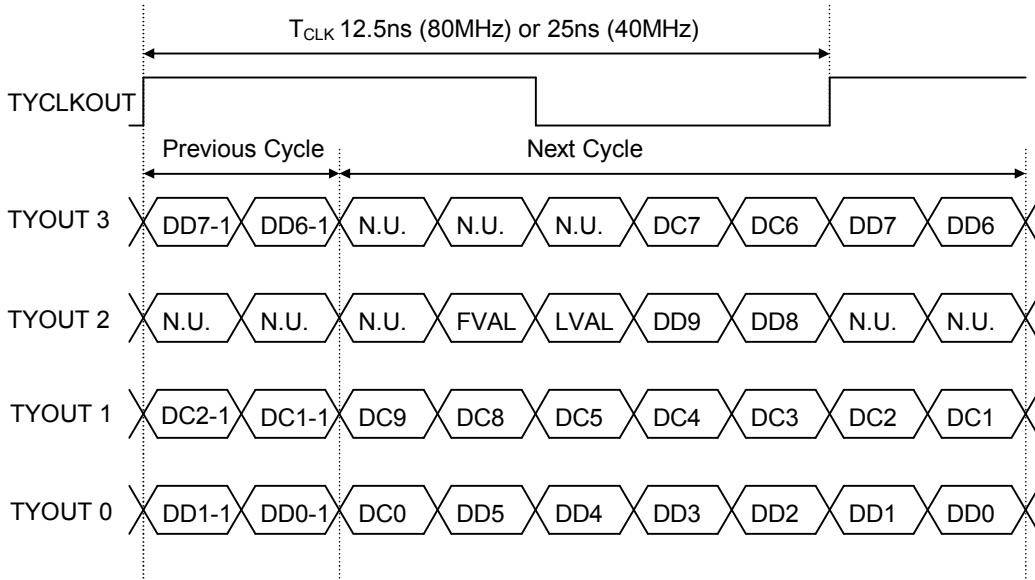 T_CLK 12.5ns (80MHz) or 25ns (40MHz)
TYCLKOUT
Previous Cycle Next Cycle
TYOUT 3 DD7-1 DD6-1 N.U. N.U. N.U. DC7 DC6 DD7 DD6
TYOUT 2 N.U. N.U. N.U. FVAL LVAL DD9 DD8 N.U. N.U.
TYOUT 1 DC2-1 DC1-1 DC9 DC8 DC5 DC4 DC3 DC2 DC1
TYOUT 0 DD1-1 DD0-1 DC0 DD5 DD4 DD3 DD2 DD1 DD0